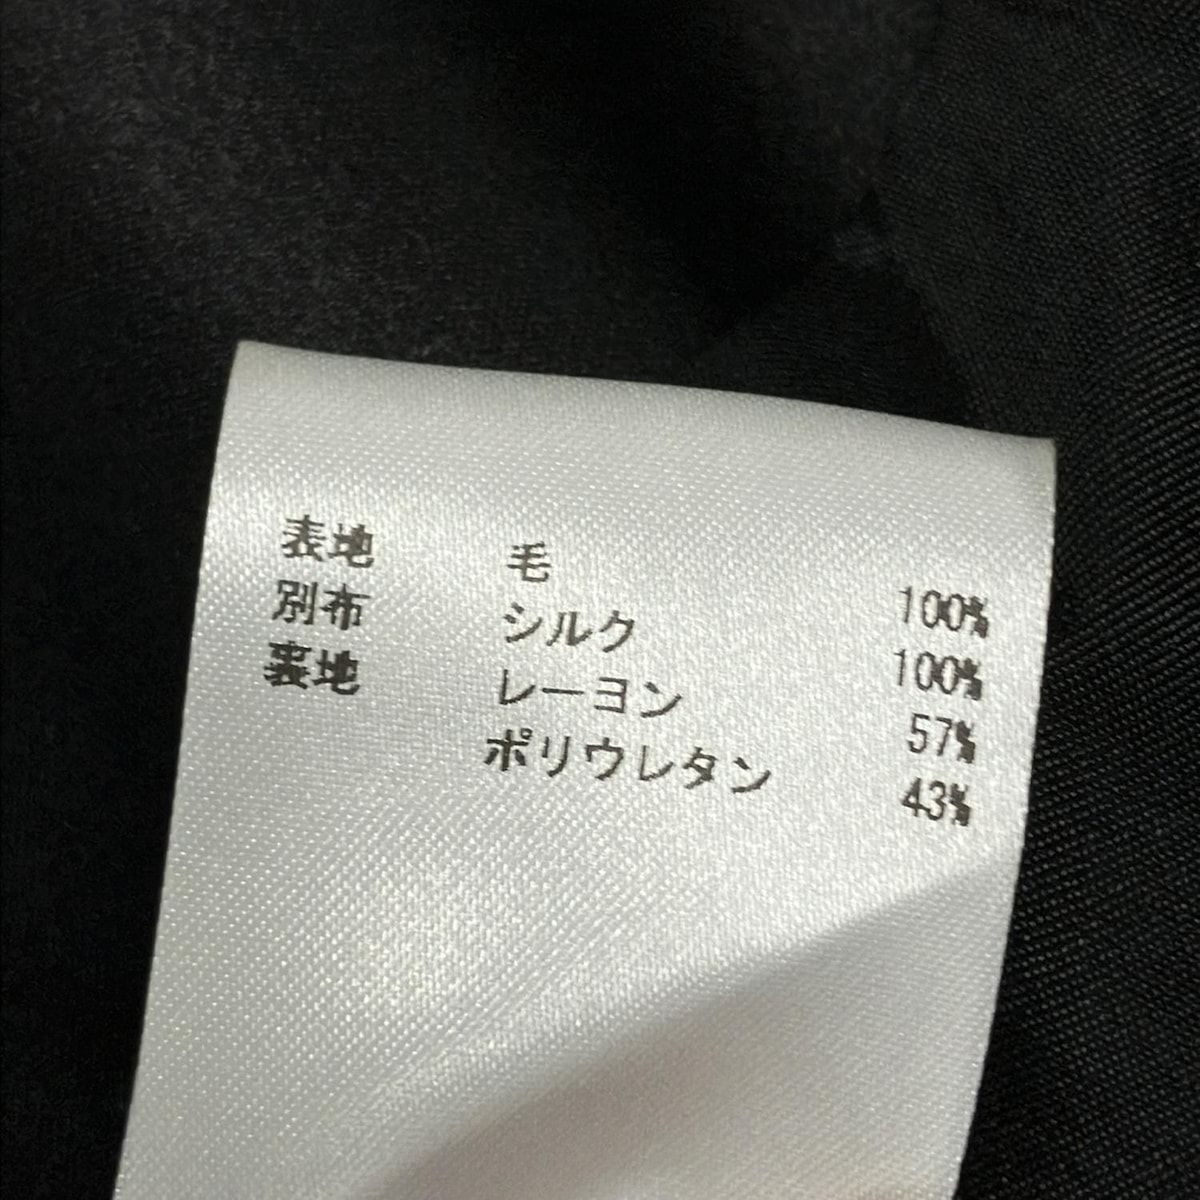 表地 毛 100%
別布 シルク 100%
裏地 レーヨン 57%
ポリウレタン 43%